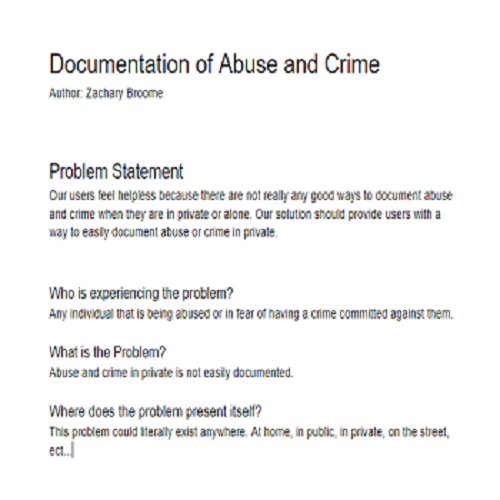 Documentation of Abuse and Crime
Author: Zachary Broome
Problem Statement
Our users feel helpless because there are not really any good ways to document abuse
and crime when they are in private or alone. Our solution should provide users with a
way to easily document abuse or crime in private.
Who is experiencing the problem?
Any individual that is being abused or in fear of having a crime committed against them.
What is the Problem?
Abuse and crime in private is not easily documented.
Where does the problem present itself?
This problem could literally exist anywhere. At home, in public, in private, on the street,
ect...